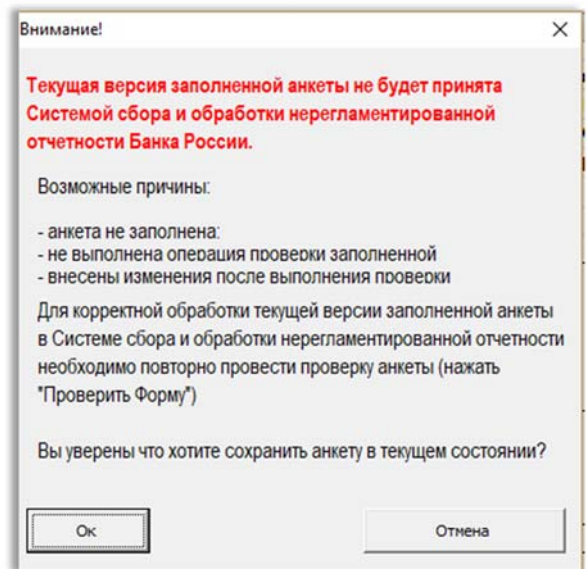 Внимание!
Текущая версия заполненной анкеты не будет принята
Системой сбора и обработки нерегламентированной
отчетности Банка России.
Возможные причины:
- анкета не заполнена:
- не выполнена операция проверки заполненной
- внесены изменения после выполнения проверки
Для корректной обработки текущей версии заполненной анкеты
в Системе сбора и обработки нерегламентированной отчетности
необходимо повторно провести проверку анкеты (нажать
"Проверить Форму")
Вы уверены что хотите сохранить анкету в текущем состоянии?
Ок
Отмена